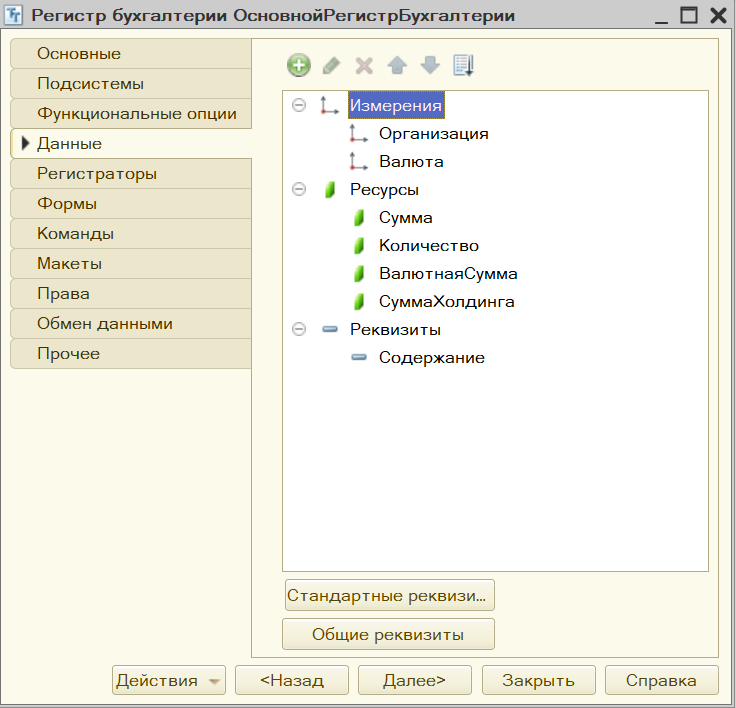 Регистр бухгалтерии ОсновнойРегистрБухгалтерии
Основные
Подсистемы
Функциональные опции
Данные
Регистраторы
Формы
Команды
Макеты
Права
Обмен данными
Прочее
Измерения
Организация
Валюта
Ресурсы
Сумма
Количество
ВалютнаяСумма
СуммаХолдинга
Реквизиты
Содержание
Стандартные реквизи...
Общие реквизиты
Действия
<Назад
Далее>
Закрыть
Справка